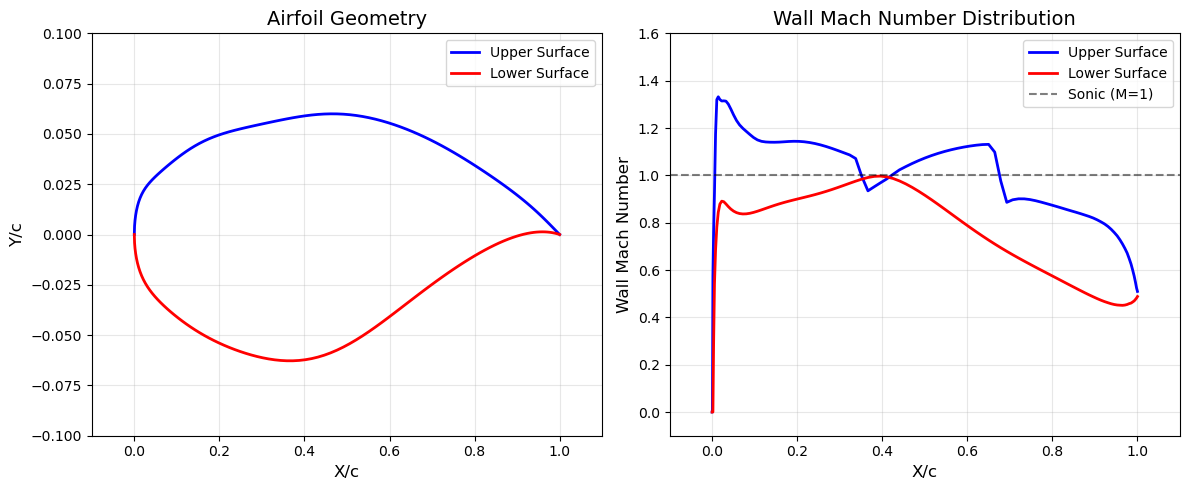 Airfoil Geometry
Upper Surface
Lower Surface
Y/c
0.100
0.075
0.050
0.025
0.000
−0.025
−0.050
−0.075
−0.100
0.0 0.2 0.4 0.6 0.8 1.0
X/c
Wall Mach Number Distribution
Upper Surface
Lower Surface
Sonic (M=1)
Wall Mach Number
1.6
1.4
1.2
1.0
0.8
0.6
0.4
0.2
0.0
0.0 0.2 0.4 0.6 0.8 1.0
X/c